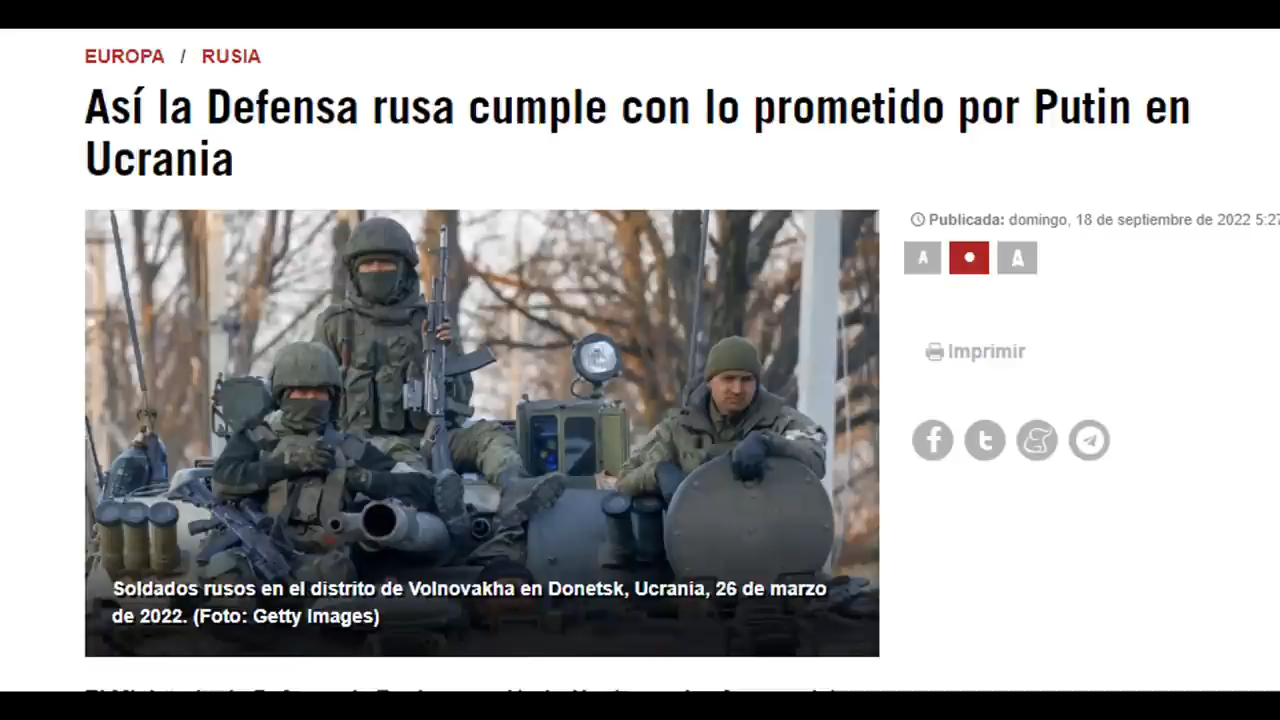 EUROPA / RUSIA
Así la Defensa rusa cumple con lo prometido por Putin en
Ucrania
Publicada: domingo, 18 de septiembre de 2022 5:27
A A
Imprimir
Soldados rusos en el distrito de Volnovakha en Donetsk, Ucrania, 26 de marzo
de 2022. (Foto: Getty Images)